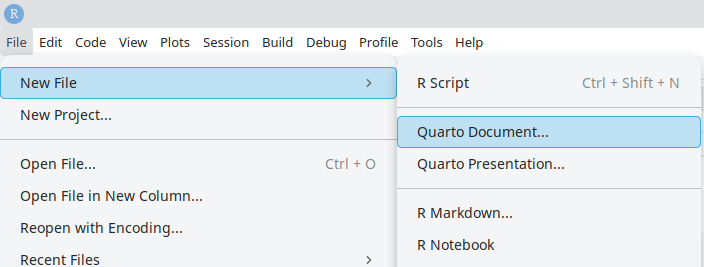 R
File Edit Code View Plots Session Build Debug Profile Tools Help
New File
New Project...
Open File... Ctrl + O
Open File in New Column...
Reopen with Encoding...
Recent Files
R Script Ctrl + Shift + N
Quarto Document...
Quarto Presentation...
R Markdown...
R Notebook